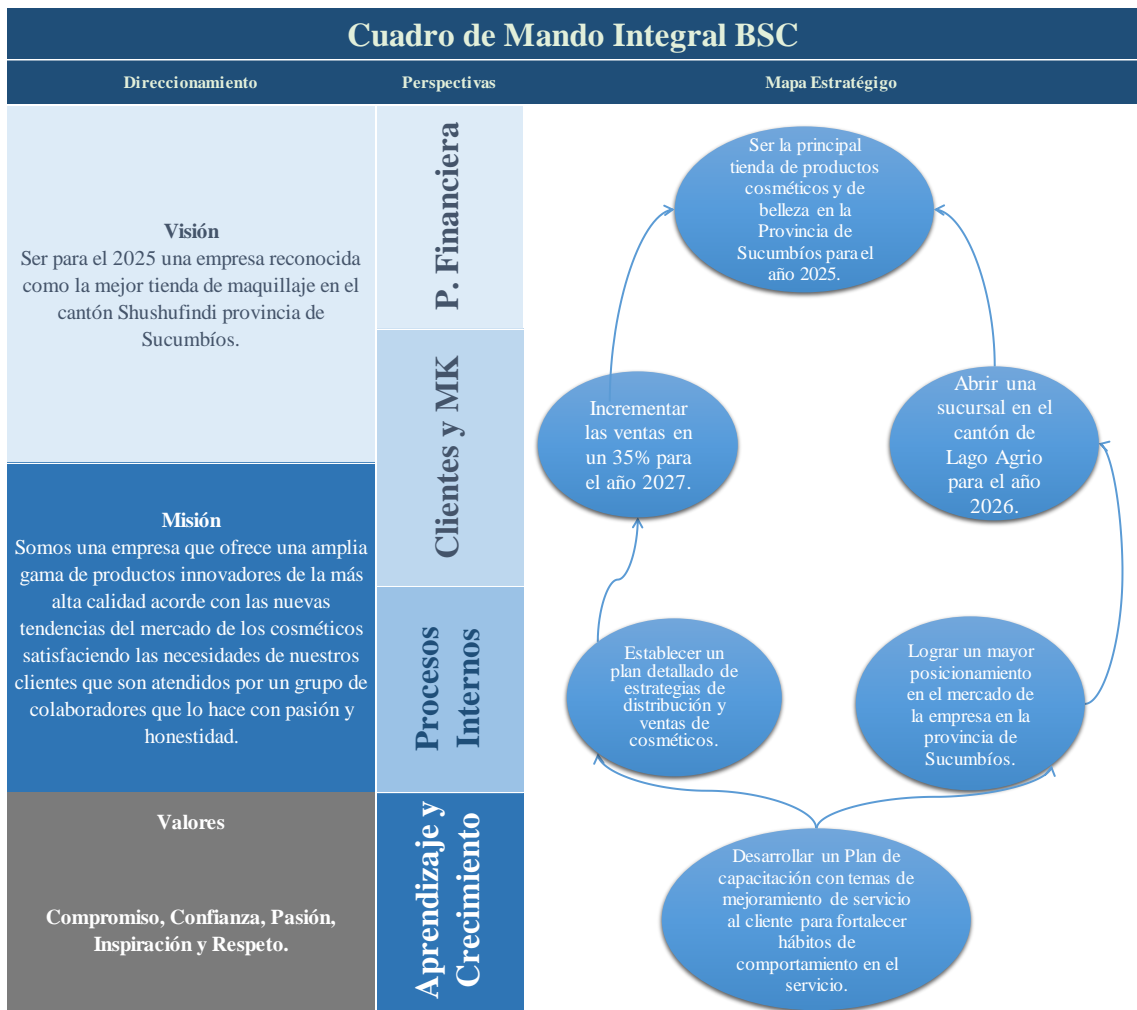 Cuadro de Mando Integral BSC
Direccionamiento
Perspectivas
Mapa Estratégigo
Visión
Ser para el 2025 una empresa reconocida
como la mejor tienda de maquillaje en el
cantón Shushufindi provincia de
Sucumbíos.
Misión
Somos una empresa que ofrece una amplia
gama de productos innovadores de la más
alta calidad acorde con las nuevas
tendencias del mercado de los cosméticos
satisfaciendo las necesidades de nuestros
clientes que son atendidos por un grupo de
colaboradores que lo hace con pasión y
honestidad.
Valores
Compromiso, Confianza, Pasión,
Inspiración y Respeto.
P. Financiera
Clientes y MK
Procesos
Internos
Aprendizaje y
Crecimiento
Ser la principal
tienda de productos
cosméticos y de
belleza en la
Provincia de
Sucumbíos para el
año 2025.
Incrementar
las ventas en
un 35% para
el año 2027.
Abrir una
sucursal en el
cantón de
Lago Agrio
para el año
2026.
Establecer un
plan detallado de
estrategias de
distribución y
ventas de
cosméticos.
Lograr un mayor
posicionamiento
en el mercado de
la empresa en la
provincia de
Sucumbíos.
Desarrollar un Plan de
capacitación con temas de
mejoramiento de servicio
al cliente para fortalecer
hábitos de
comportamiento en el
servicio.